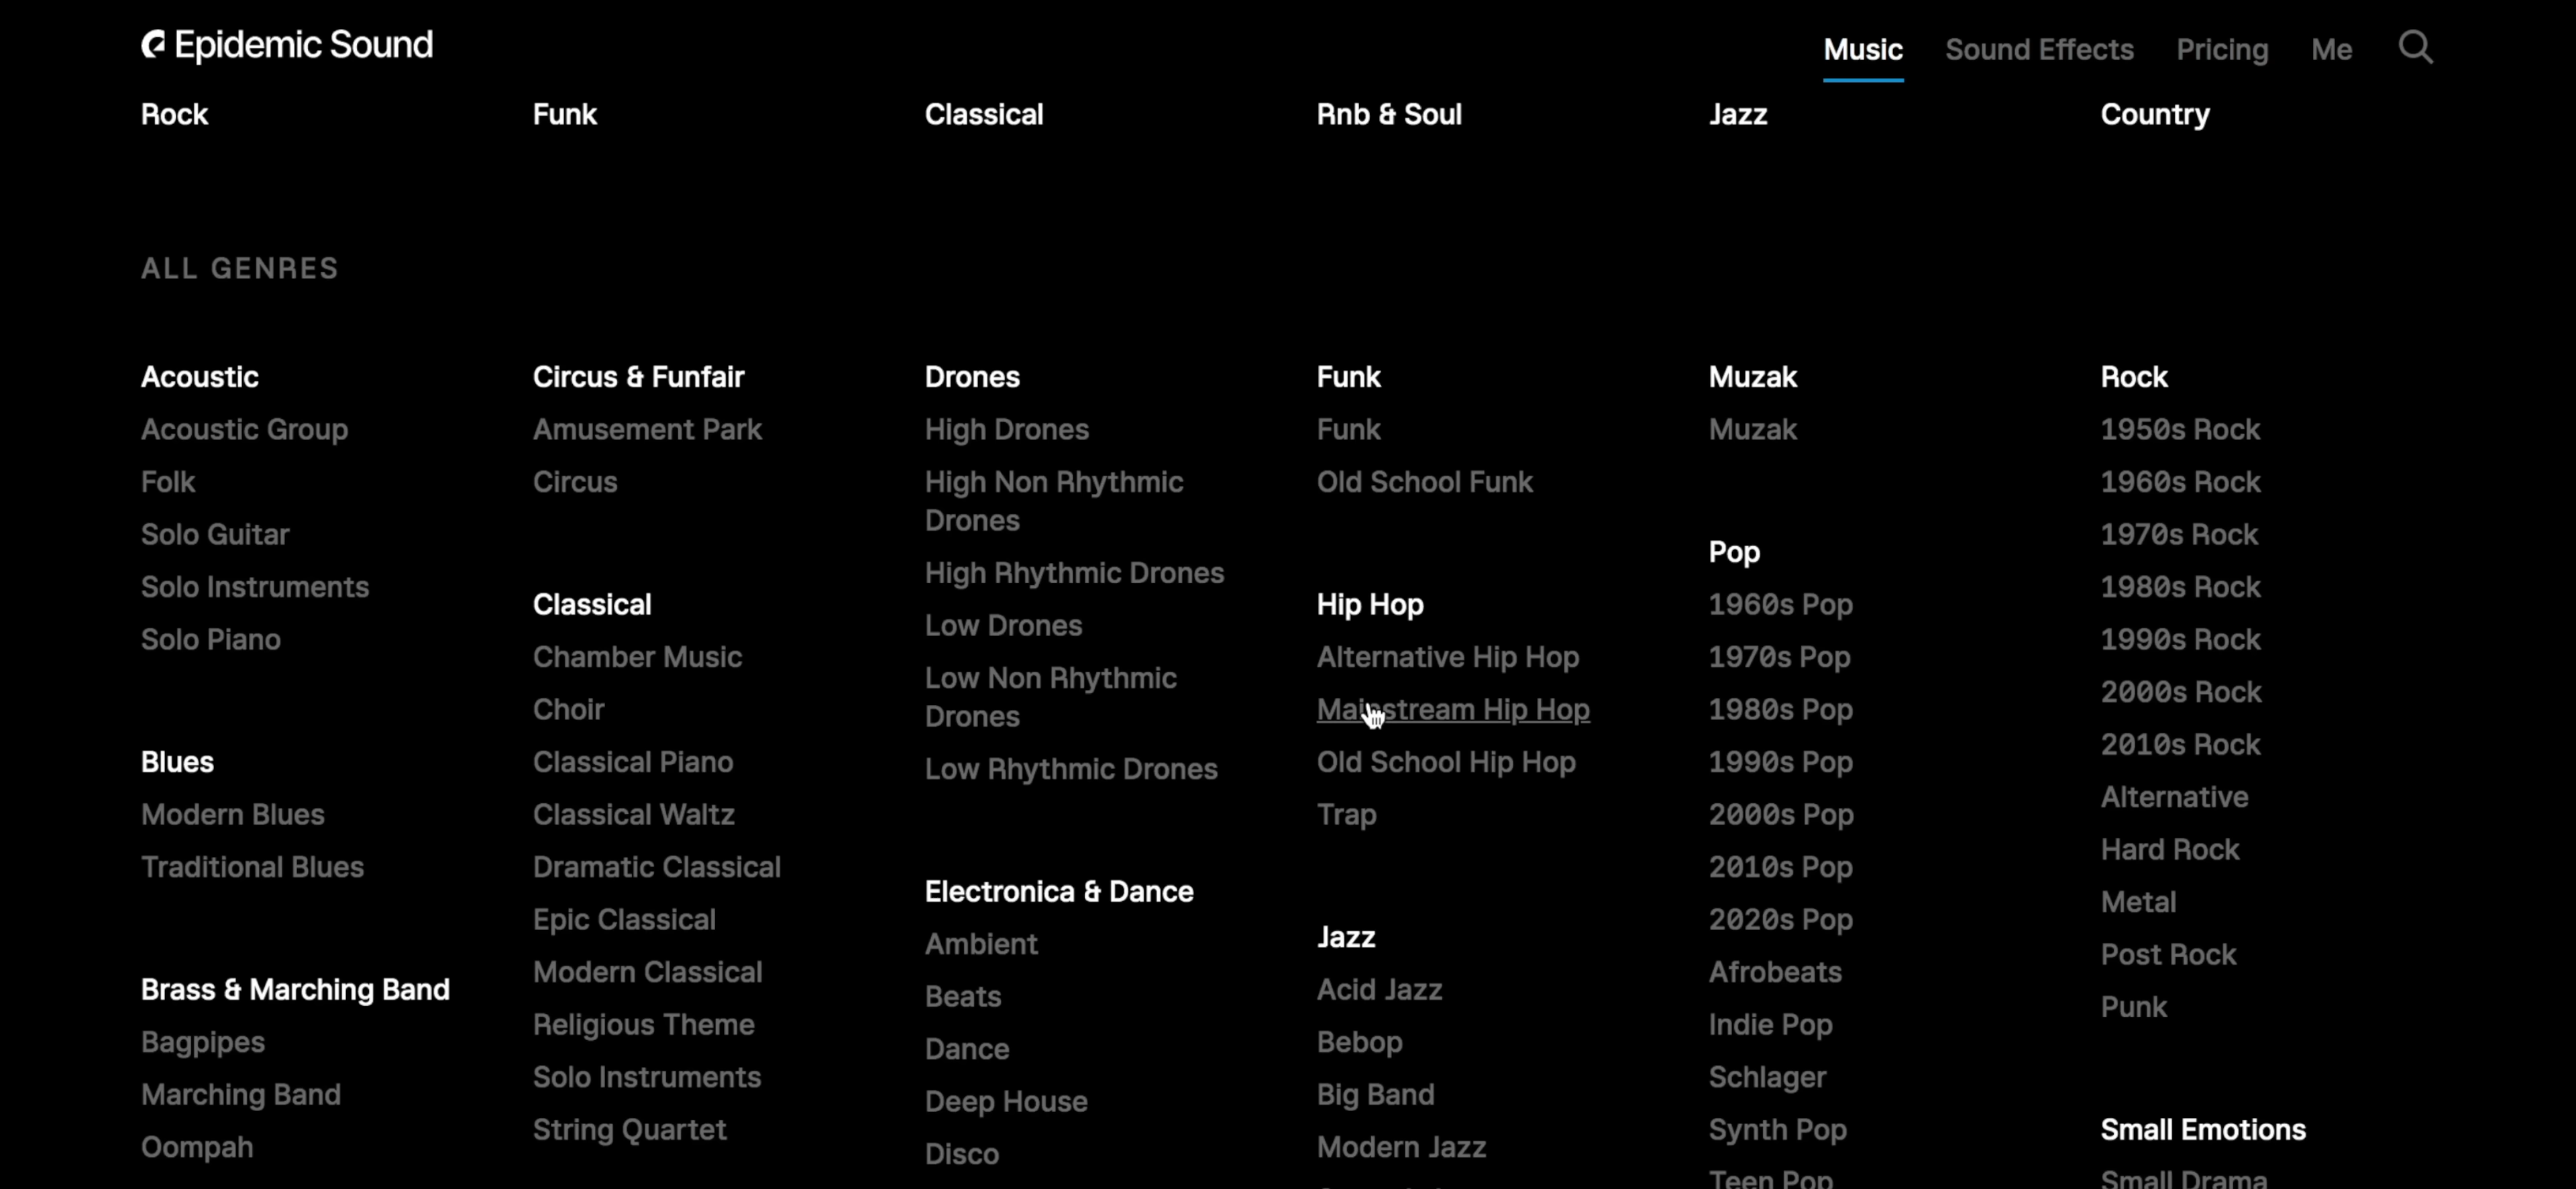 Epidemic Sound
Music
Sound Effects
Pricing
Me
Rock
Funk
Classical
Rnb & Soul
Jazz
Country
ALL GENRES
Acoustic
Acoustic Group
Folk
Solo Guitar
Solo Instruments
Solo Piano
Blues
Modern Blues
Traditional Blues
Brass & Marching Band
Bagpipes
Marching Band
Oompah
Circus & Funfair
Amusement Park
Circus
Classical
Chamber Music
Choir
Classical Piano
Classical Waltz
Dramatic Classical
Epic Classical
Modern Classical
Religious Theme
Solo Instruments
String Quartet
Drones
High Drones
High Non Rhythmic
Drones
High Rhythmic Drones
Low Drones
Low Non Rhythmic
Drones
Low Rhythmic Drones
Electronica & Dance
Ambient
Beats
Dance
Deep House
Disco
Funk
Funk
Old School Funk
Hip Hop
Alternative Hip Hop
Mainstream Hip Hop
Old School Hip Hop
Trap
Jazz
Acid Jazz
Bebop
Big Band
Modern Jazz
Muzak
Muzak
Pop
1960s Pop
1970s Pop
1980s Pop
1990s Pop
2000s Pop
2010s Pop
2020s Pop
Afrobeats
Indie Pop
Schlager
Synth Pop
Teen Pop
Rock
1950s Rock
1960s Rock
1970s Rock
1980s Rock
1990s Rock
2000s Rock
2010s Rock
Alternative
Hard Rock
Metal
Post Rock
Punk
Small Emotions
Small Drama